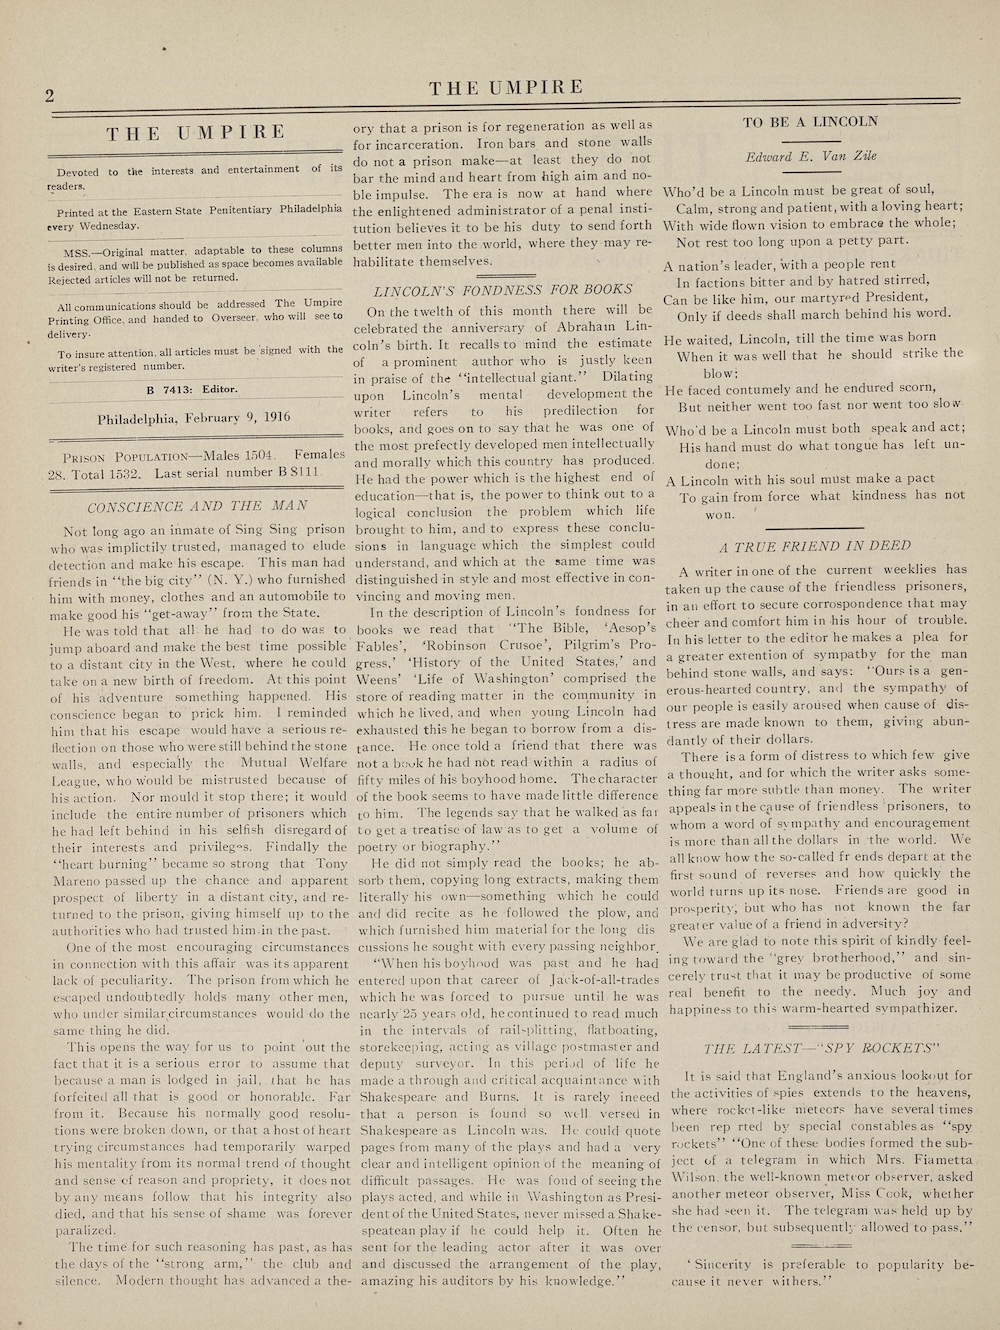 2
THE UMPIRE
THE UMPIRE
Devoted to the interests and entertainment of its
readers.
Printed at the Eastern State Penitentiary Philadelphia
every Wednesday.
MSS.—Original matter, adaptable to these columns
is desired, and will be published as space becomes available
Rejected articles will not be returned.
All communications should be addressed The Umpire
Printing Office, and handed to Overseer, who will see to
delivery.
To insure attention, all articles must be signed with the
writer's registered number.
B 7413: Editor.
Philadelphia, February 9, 1916
PRISON POPULATION—Males 1504. Females
28. Total 1532. Last serial number B 8111
CONSCIENCE AND THE MAN
Not long ago an inmate of Sing Sing prison
who was implictily trusted, managed to elude
detection and make his escape. This man had
friends in "the big city" (N. Y.) who furnished
him with money, clothes and an automobile to
make good his "get-away" from the State.
He was told that all he had to do was to
jump aboard and make the best time possible
to a distant city in the West, where he could
take on a new birth of freedom. At this point
of his adventure something happened. His
conscience began to prick him. I reminded
him that his escape would have a serious re-
flection on those who were still behind the stone
walls, and especially the Mutual Welfare
League, who would be mistrusted because of
his action. Nor mould it stop there; it would
include the entire number of prisoners which
he had left behind in his selfish disregard of
their interests and privileges. Findally the
"heart burning" became so strong that Tony
Mareno passed up the chance and apparent
prospect of liberty in a distant city, and re-
turned to the prison, giving himself up to the
authorities who had trusted him in the past.
One of the most encouraging circumstances
in connection with this affair was its apparent
lack of peculiarity. The prison from which he
escaped undoubtedly holds many other men,
who under similar circumstances would do the
same thing he did.
This opens the way for us to point out the
fact that it is a serious error to assume that
because a man is lodged in jail, that he has
forfeited all that is good or honorable. Far
from it. Because his normally good resolu-
tions were broken down, or that a host of heart
trying circumstances had temporarily warped
his mentality from its normal trend of thought
and sense of reason and propriety, it does not
by any means follow that his integrity also
died, and that his sense of shame was forever
paralized.
The time for such reasoning has past, as has
the days of the "strong arm," the club and
silence. Modern thought has advanced a the-
ory that a prison is for regeneration as well as
for incarceration. Iron bars and stone walls
do not a prison make—at least they do not
bar the mind and heart from high aim and no-
ble impulse. The era is now at hand where
the enlightened administrator of a penal insti-
tution believes it to be his duty to send forth
better men into the world, where they may re-
habilitate themselves.
LINCOLN'S FONDNESS FOR BOOKS
On the twelth of this month there will be
celebrated the anniversary of Abraham Lin-
coln's birth. It recalls to mind the estimate
of a prominent author who is justly keen
in praise of the "intellectual giant." Dilating
upon Lincoln's mental development the
writer refers to his predilection for
books, and goes on to say that he was one of
the most prefectly developed men intellectually
and morally which this country has produced.
He had the power which is the highest end of
education—that is, the power to think out to a
logical conclusion the problem which life
brought to him, and to express these conclu-
sions in language which the simplest could
understand, and which at the same time was
distinguished in style and most effective in con-
vincing and moving men.
In the description of Lincoln's fondness for
books we read that "The Bible, 'Aesop's
Fables', 'Robinson Crusoe', Pilgrim's Pro-
gress,' 'History of the United States,' and
Weens' 'Life of Washington' comprised the
store of reading matter in the community in
which he lived, and when young Lincoln had
exhausted this he began to borrow from a dis-
tance. He once told a friend that there was
not a book he had not read within a radius of
fifty miles of his boyhood home. The character
of the book seems to have made little difference
to him. The legends say that he walked as far
to get a treatise of law as to get a volume of
poetry or biography."
He did not simply read the books; he ab-
sorb them, copying long extracts, making them
literally his own—something which he could
and did recite as he followed the plow, and
which furnished him material for the long dis
cussions he sought with every passing neighbor.
"When his boyhood was past and he had
entered upon that career of Jack-of-all-trades
which he was forced to pursue until he was
nearly 25 years old, he continued to read much
in the intervals of rail-splitting, flatboating,
storekeeping, acting as village postmaster and
deputy surveyor. In this period of life he
made a through and critical acquaintance with
Shakespeare and Burns. It is rarely ineeed
that a person is found so well versed in
Shakespeare as Lincoln was. He could quote
pages from many of the plays and had a very
clear and intelligent opinion of the meaning of
difficult passages. He was fond of seeing the
plays acted, and while in Washington as Presi-
dent of the United States, never missed a Shake-
speatean play if he could help it. Often he
sent for the leading actor after it was over
and discussed the arrangement of the play,
amazing his auditors by his knowledge."
TO BE A LINCOLN
Edward E. Van Zile
Who'd be a Lincoln must be great of soul,
Calm, strong and patient, with a loving heart;
With wide flown vision to embrace the whole;
Not rest too long upon a petty part.
A nation's leader, with a people rent
In factions bitter and by hatred stirred,
Can be like him, our martyred President,
Only if deeds shall march behind his word.
He waited, Lincoln, till the time was born
When it was well that he should strike the
blow;
He faced contumely and he endured scorn,
But neither went too fast nor went too slow
Who'd be a Lincoln must both speak and act;
His hand must do what tongue has left un-
done;
A Lincoln with his soul must make a pact
To gain from force what kindness has not
won.
A TRUE FRIEND IN DEED
A writer in one of the current weeklies has
taken up the cause of the friendless prisoners,
in an effort to secure corrospondence that may
cheer and comfort him in his hour of trouble.
In his letter to the editor he makes a plea for
a greater extention of sympathy for the man
behind stone walls, and says: "Ours is a gen-
erous-hearted country, and the sympathy of
our people is easily aroused when cause of dis-
tress are made known to them, giving abun-
dantly of their dollars.
There is a form of distress to which few give
a thought, and for which the writer asks some-
thing far more subtle than money. The writer
appeals in the cause of friendless prisoners, to
whom a word of sympathy and encouragement
is more than all the dollars in the world. We
all know how the so-called fr ends depart at the
first sound of reverses and how quickly the
world turns up its nose. Friends are good in
prosperity, but who has not known the far
greater value of a friend in adversity?
We are glad to note this spirit of kindly feel-
ing toward the "grey brotherhood," and sin-
cerely trust that it may be productive of some
real benefit to the needy. Much joy and
happiness to this warm-hearted sympathizer.
THE LATEST—"SPY ROCKETS"
It is said that England's anxious lookout for
the activities of spies extends to the heavens,
where rocket-like meteors have several times
been rep rted by special constables as "spy
rockets" "One of these bodies formed the sub-
ject of a telegram in which Mrs. Fiametta
Wilson, the well-known meteor observer, asked
another meteor observer, Miss Cook, whether
she had seen it. The telegram was held up by
the censor, but subsequently allowed to pass."
' Sincerity is preferable to popularity be-
cause it never withers."